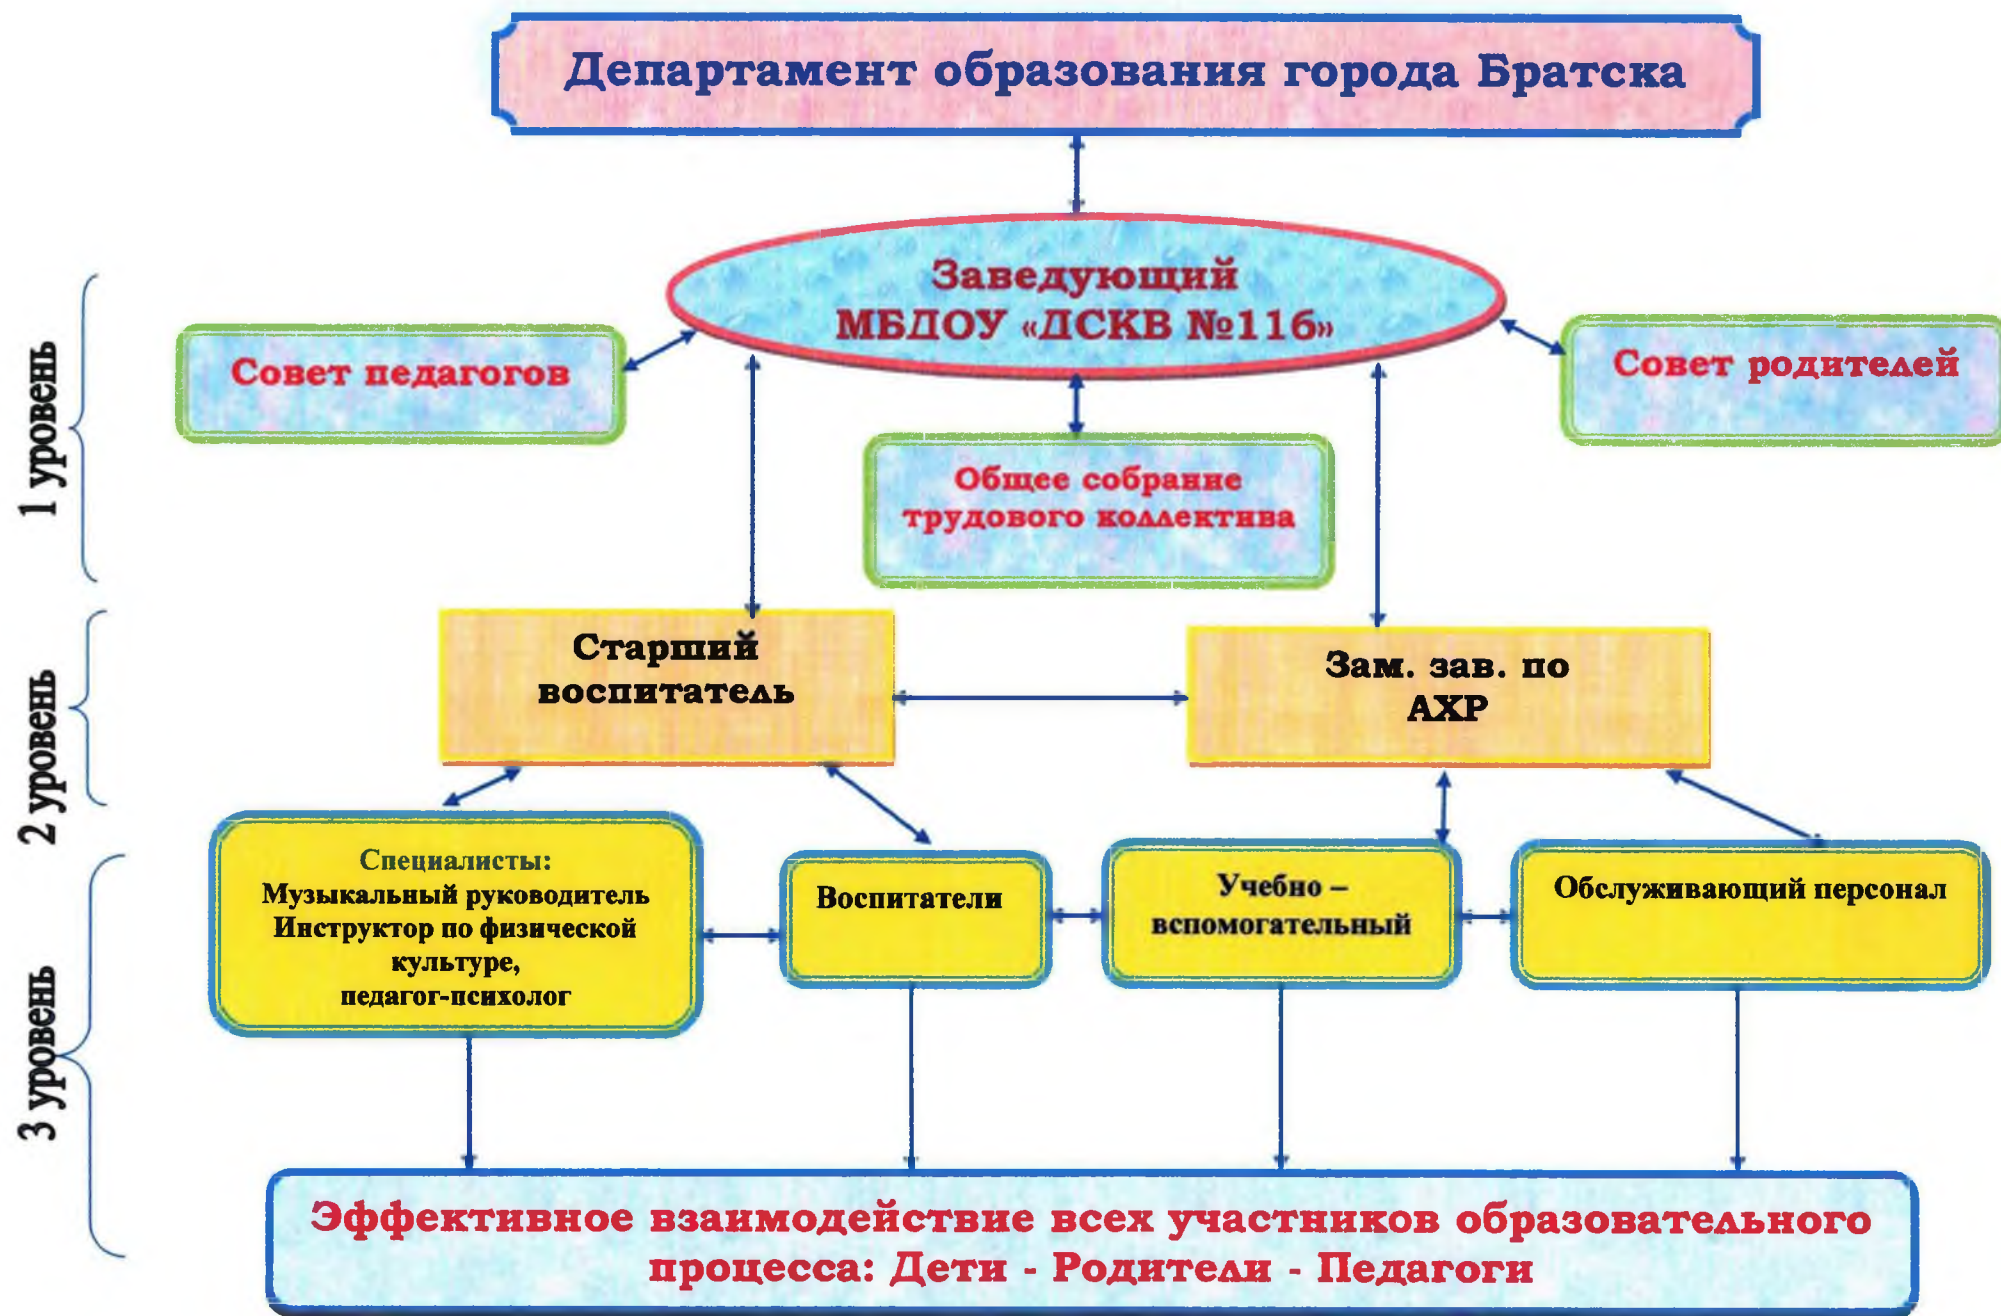 Департамент образования города Братска
Заведующий
МБДОУ «ДСКВ №116»
Совет педагогов
Совет родителей
Общее собрание
трудового коллектива
1 уровень
Старший
воспитатель
Зам. зав. по
АХР
2 уровень
Специалисты:
Музыкальный руководитель
Инструктор по физической
культуре,
педагог-психолог
Воспитатели
Учебно –
вспомогательный
Обслуживающий персонал
3 уровень
Эффективное взаимодействие всех участников образовательного
процесса: Дети - Родители - Педагоги